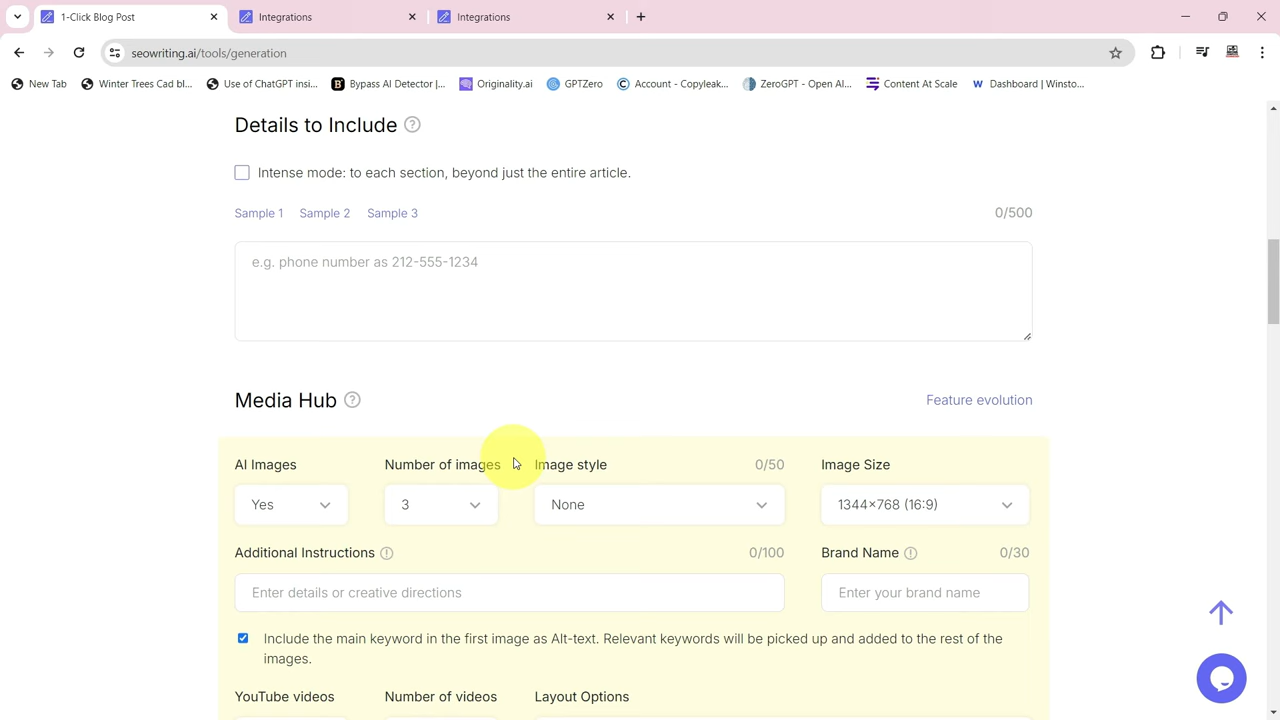 1-Click Blog Post
Integrations
Integrations
seowriting.ai/tools/generation
New Tab
Winter Trees Cad bl...
Use of ChatGPT insi...
Bypass AI Detector |...
Originality.ai
GPTZero
Account - Copyleak...
ZeroGPT - Open AI...
Content At Scale
Dashboard | Winsto...
Details to Include
Intense mode: to each section, beyond just the entire article.
Sample 1 Sample 2 Sample 3 0/500
e.g. phone number as 212-555-1234
Media Hub Feature evolution
AI Images Number of images Image style 0/50 Image Size
Yes 3 None 1344×768 (16:9)
Additional Instructions 0/100 Brand Name 0/30
Enter details or creative directions Enter your brand name
Include the main keyword in the first image as Alt-text. Relevant keywords will be picked up and added to the rest of the
images.
YouTube videos Number of videos Layout Options